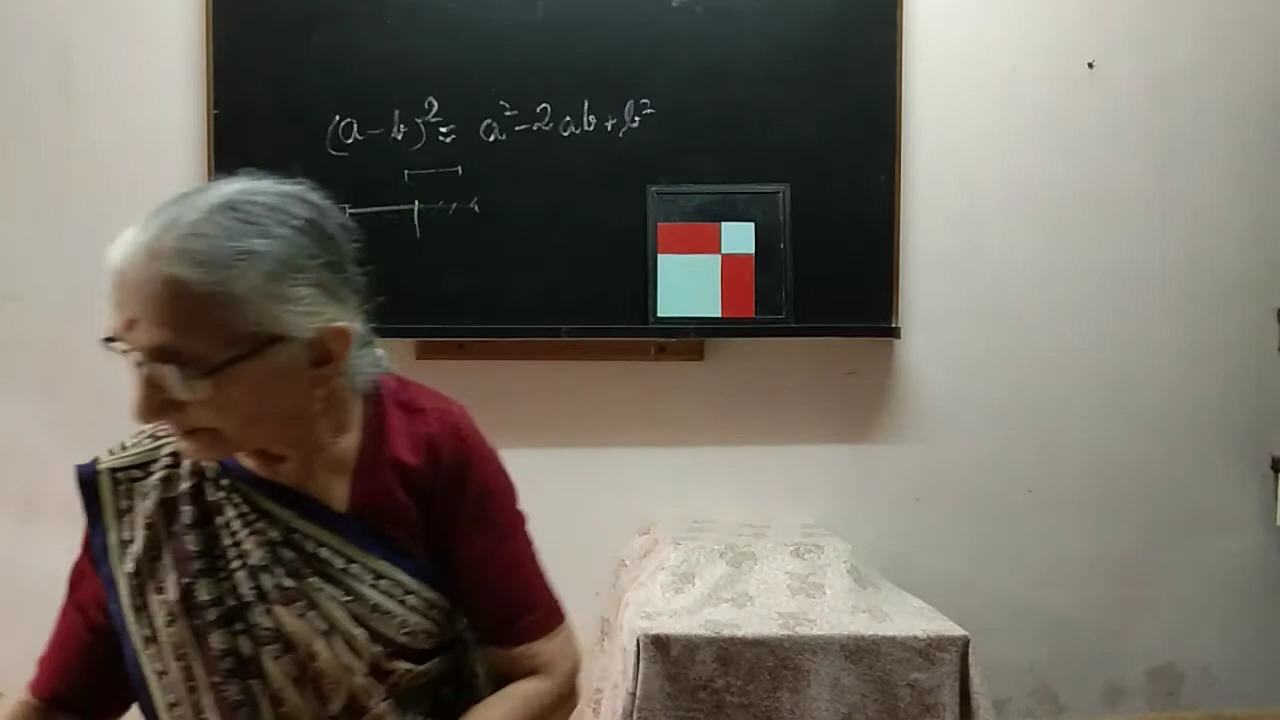 (a-b)² = a²-2ab+b²